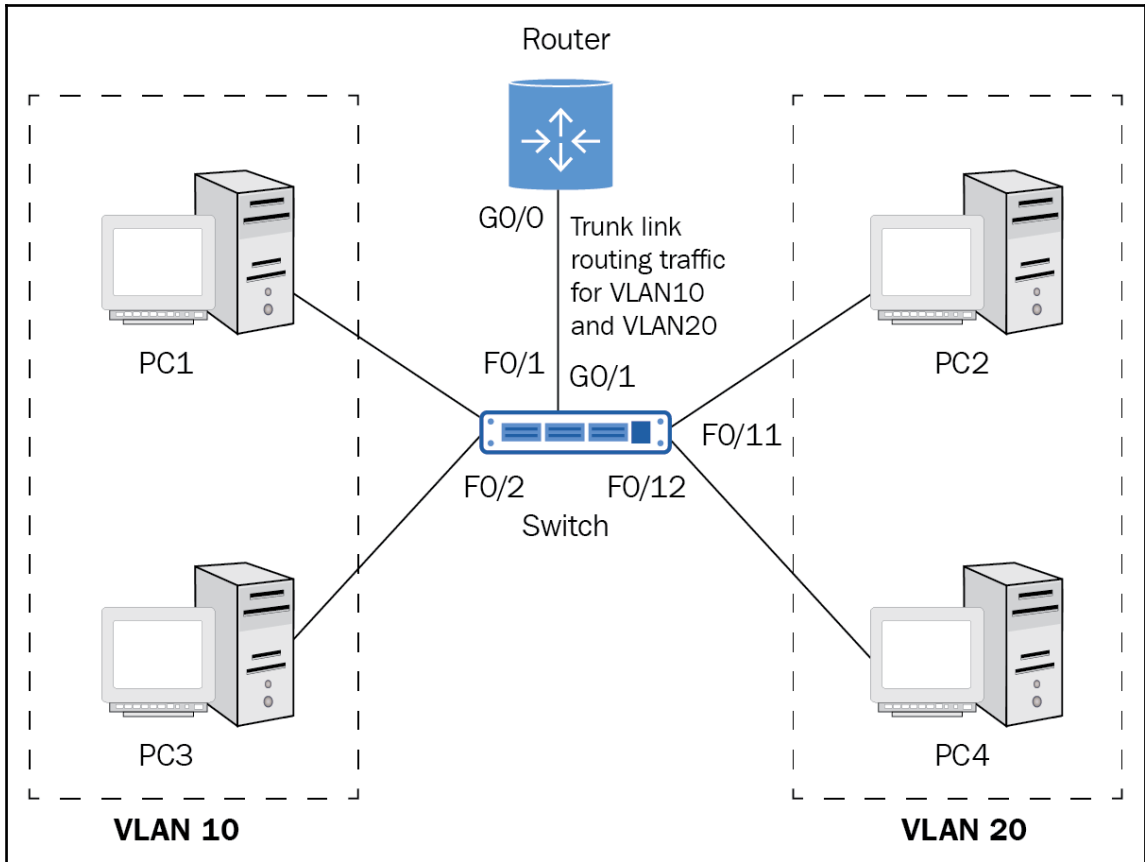 Router
G0/0
Trunk link
routing traffic
for VLAN10
and VLAN20
PC1
PC2
F0/1
G0/1
F0/11
F0/2
F0/12
Switch
PC3
PC4
VLAN 10
VLAN 20